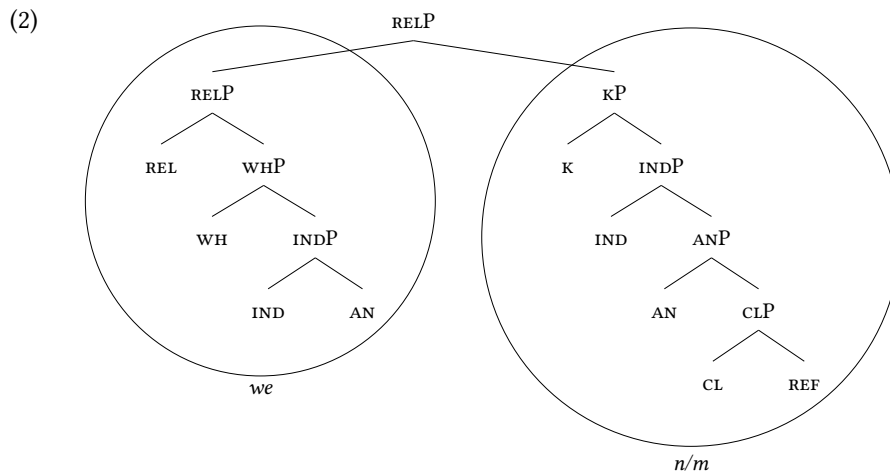 (2)
RELP
RELP KP
REL WHP K INDP
WH INDP IND ANP
IND AN AN CLP
we CL REF
n/m